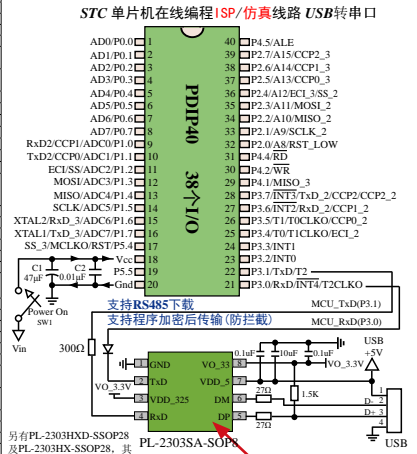 STC 单片机在线编程ISP/仿真线路 USB转串口
AD0/P0.0 1 40 P4.5/ALE
AD1/P0.1 2 39 P2.7/A15/CCP2_3
AD2/P0.2 3 38 P2.6/A14/CCP1_3
AD3/P0.3 4 37 P2.5/A13/CCP0_3
AD4/P0.4 5 36 P2.4/A12/ECI_3/SS_2
AD5/P0.5 6 35 P2.3/A11/MOSI_2
AD6/P0.6 7 34 P2.2/A10/MISO_2
AD7/P0.7 8 33 P2.1/A9/SCLK_2
RxD2/CCP1/ADC0/P1.0 9 32 P2.0/A8/RST_LOW
TxD2/CCP0/ADC1/P1.1 10 31 P4.4/RD
ECI/SS/ADC2/P1.2 11 30 P4.2/WR
MOSI/ADC3/P1.3 12 29 P4.1/MISO_3
MISO/ADC4/P1.4 13 28 P3.7/INT3/TxD_2/CCP2/CCP2_2
SCLK/ADC5/P1.5 14 27 P3.6/INT2/RxD_2/CCP1_2
XTAL2/RxD_3/ADC6/P1.6 15 26 P3.5/T1/T0CLKO/CCP0_2
XTAL1/TxD_3/ADC7/P1.7 16 25 P3.4/T0/T1CLKO/ECI_2
SS_3/MCLKO/RST/P5.4 17 24 P3.3/INT1
Vcc 18 23 P3.2/INT0
P5.5 19 22 P3.1/TxD/T2
Gnd 20 21 P3.0/RxD/INT4/T2CLKO
PDIP40
38个I/O
C1
47μF
C2
0.01μF
Power On
SW1
Vin
支持RS485下载
MCU_TxD(P3.1)
支持程序加密后传输(防拦截)
MCU_RxD(P3.0)
300Ω
0.1uF 10uF 0.1uF
USB
+5V
1 GND VO_33 8
VO_3.3V
2 TxD VDD_5 7
VO_3.3V
3 VDD_325 DM 6
27Ω
1.5K
4 RxD DP 5
27Ω
D-
D+
1
2
3
4
USB
PL-2303SA-SOP8
另有PL-2303HXD-SSOP28
及PL-2303HX-SSOP28，其